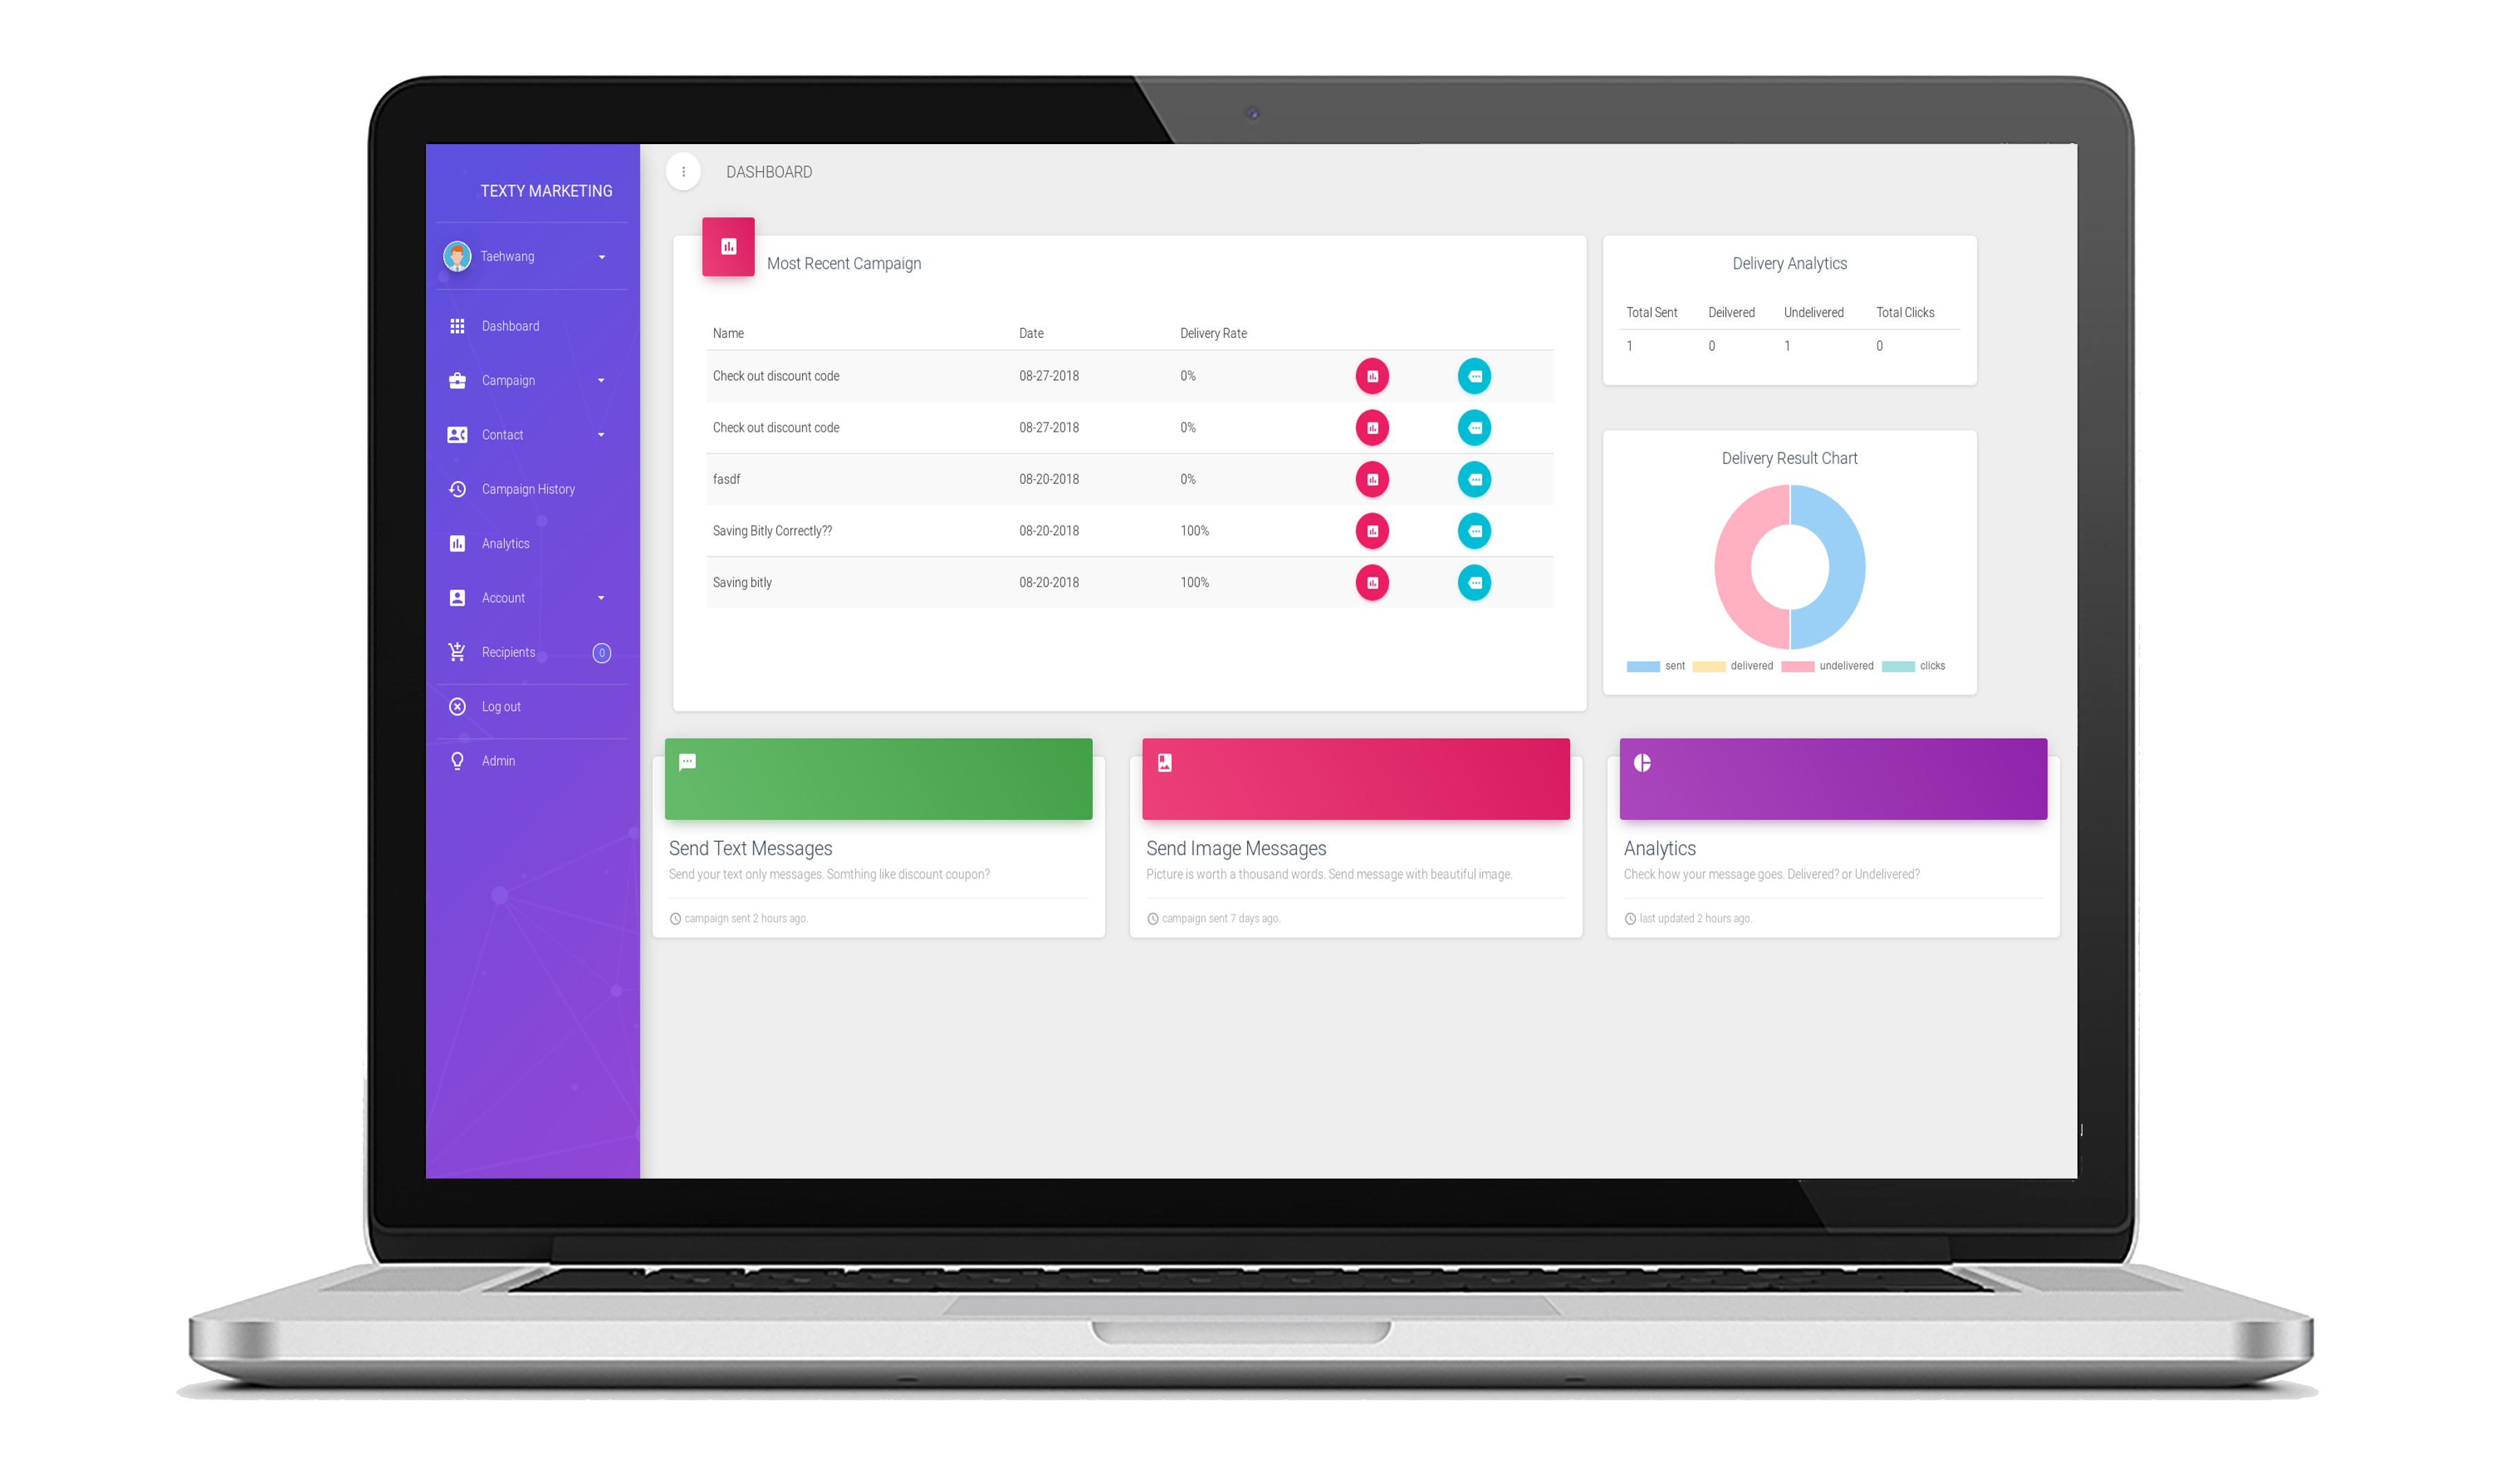 TEXTY MARKETING
Taehwang
Dashboard
Campaign
Contact
Campaign History
Analytics
Account
Recipients 0
Log out
Admin
DASHBOARD
Most Recent Campaign
Name Date Delivery Rate
Check out discount code 08-27-2018 0%
Check out discount code 08-27-2018 0%
fasdf 08-20-2018 0%
Saving Bitly Correctly?? 08-20-2018 100%
Saving bitly 08-20-2018 100%
Delivery Analytics
Total Sent Deilvered Undelivered Total Clicks
1 0 1 0
Delivery Result Chart
sent delivered undelivered clicks
Send Text Messages
Send your text only messages. Somthing like discount coupon?
campaign sent 2 hours ago.
Send Image Messages
Picture is worth a thousand words. Send message with beautiful image.
campaign sent 7 days ago.
Analytics
Check how your message goes. Delivered? or Undelivered?
last updated 2 hours ago.